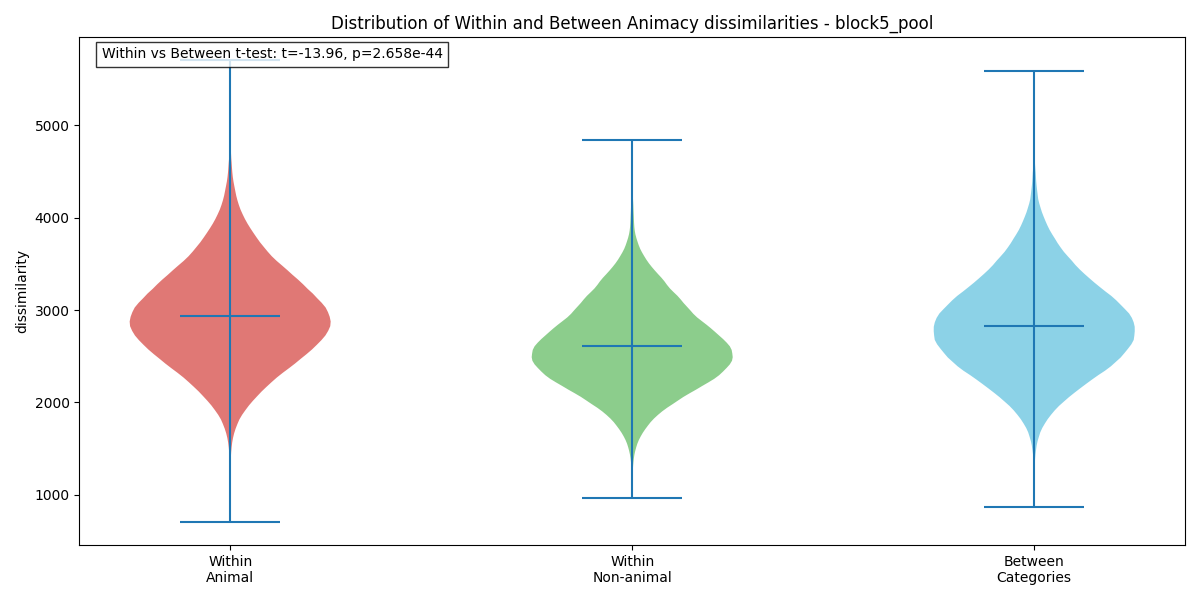 Distribution of Within and Between Animacy dissimilarities - block5_pool
Within vs Between t-test: t=-13.96, p=2.658e-44
dissimilarity
5000
4000
3000
2000
1000
Within
Animal
Within
Non-animal
Between
Categories